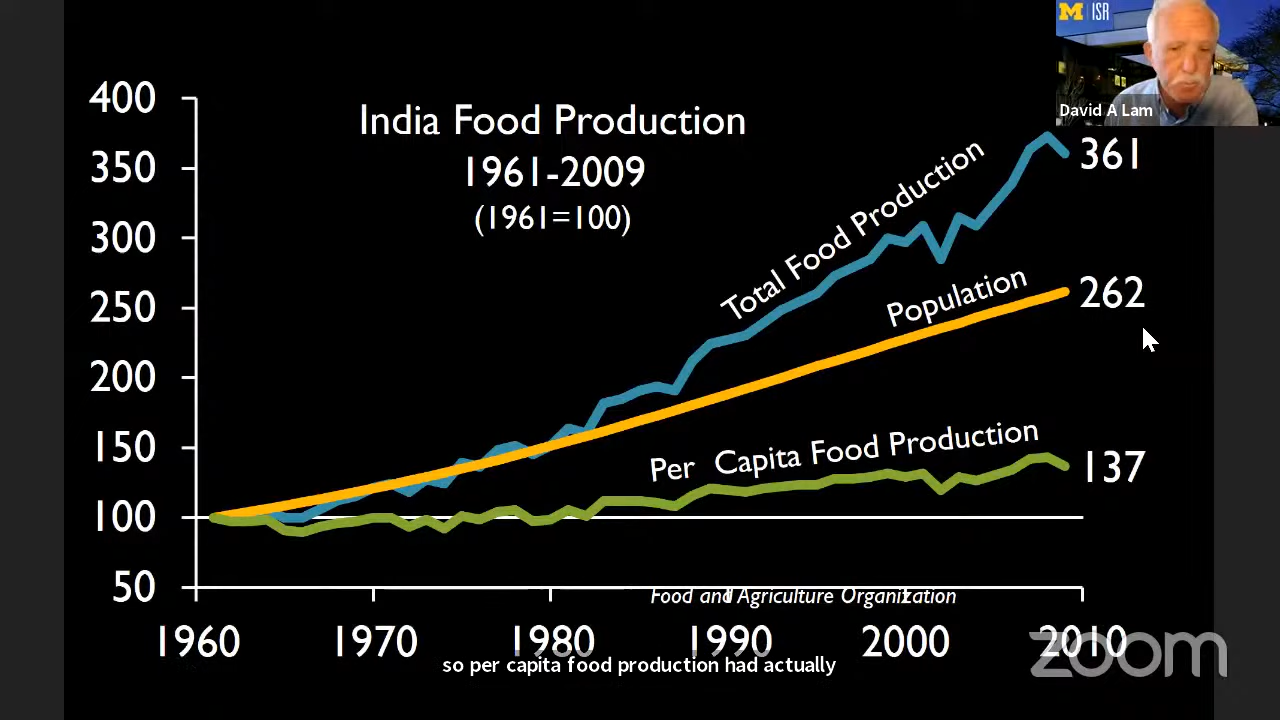 M ISR
David A Lam
India Food Production
1961-2009
(1961=100)
400
350
300
250
200
150
100
50
Total Food Production
361
Population
262
Per Capita Food Production
137
Food and Agriculture Organization
1960 1970 1980 1990 2000 2010
zoom
so per capita food production had actually